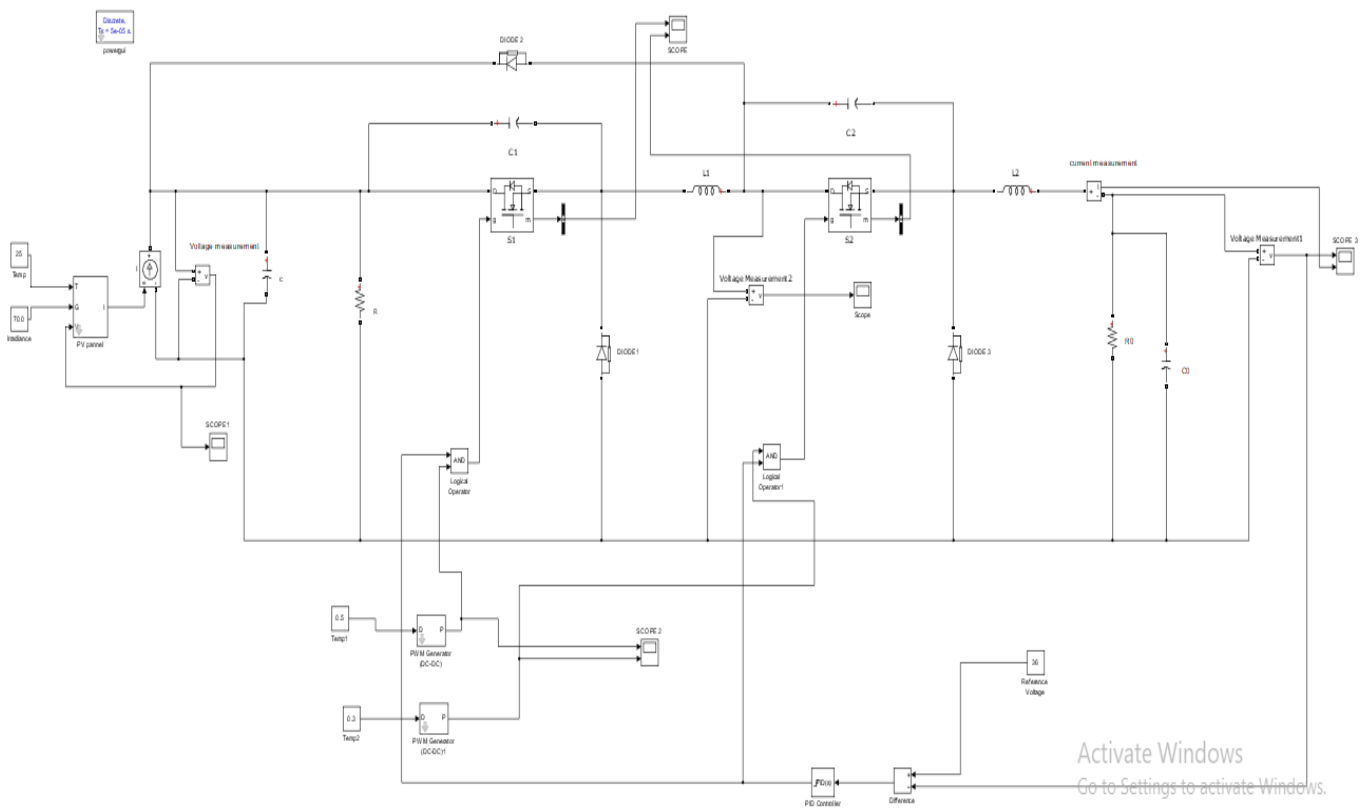 Discrete,
Ts = 5e-05 s.
powergui
DIODE 2
SCOPE
C1
C2
L1
L2
current measurement
S1
S2
D
S
g
m
D
S
g
m
25
Temp
Voltage measurement
c
Voltage Measurement1
SCOPE 3
Voltage Measurement2
Scope
T
G
I
PV pannel
Irradiance
DIODE1
DIODE 3
R0
C0
SCOPE1
AND
Logical
Operator
AND
Logical
Operator1
0.5
Temp1
D
P
PWM Generator
(DC-DC)
SCOPE 2
36
Reference
Voltage
0.3
Temp2
D
P
PWM Generator
(DC-DC)1
PID(s)
PID Controller
Difference
Activate Windows
Go to Settings to activate Windows.